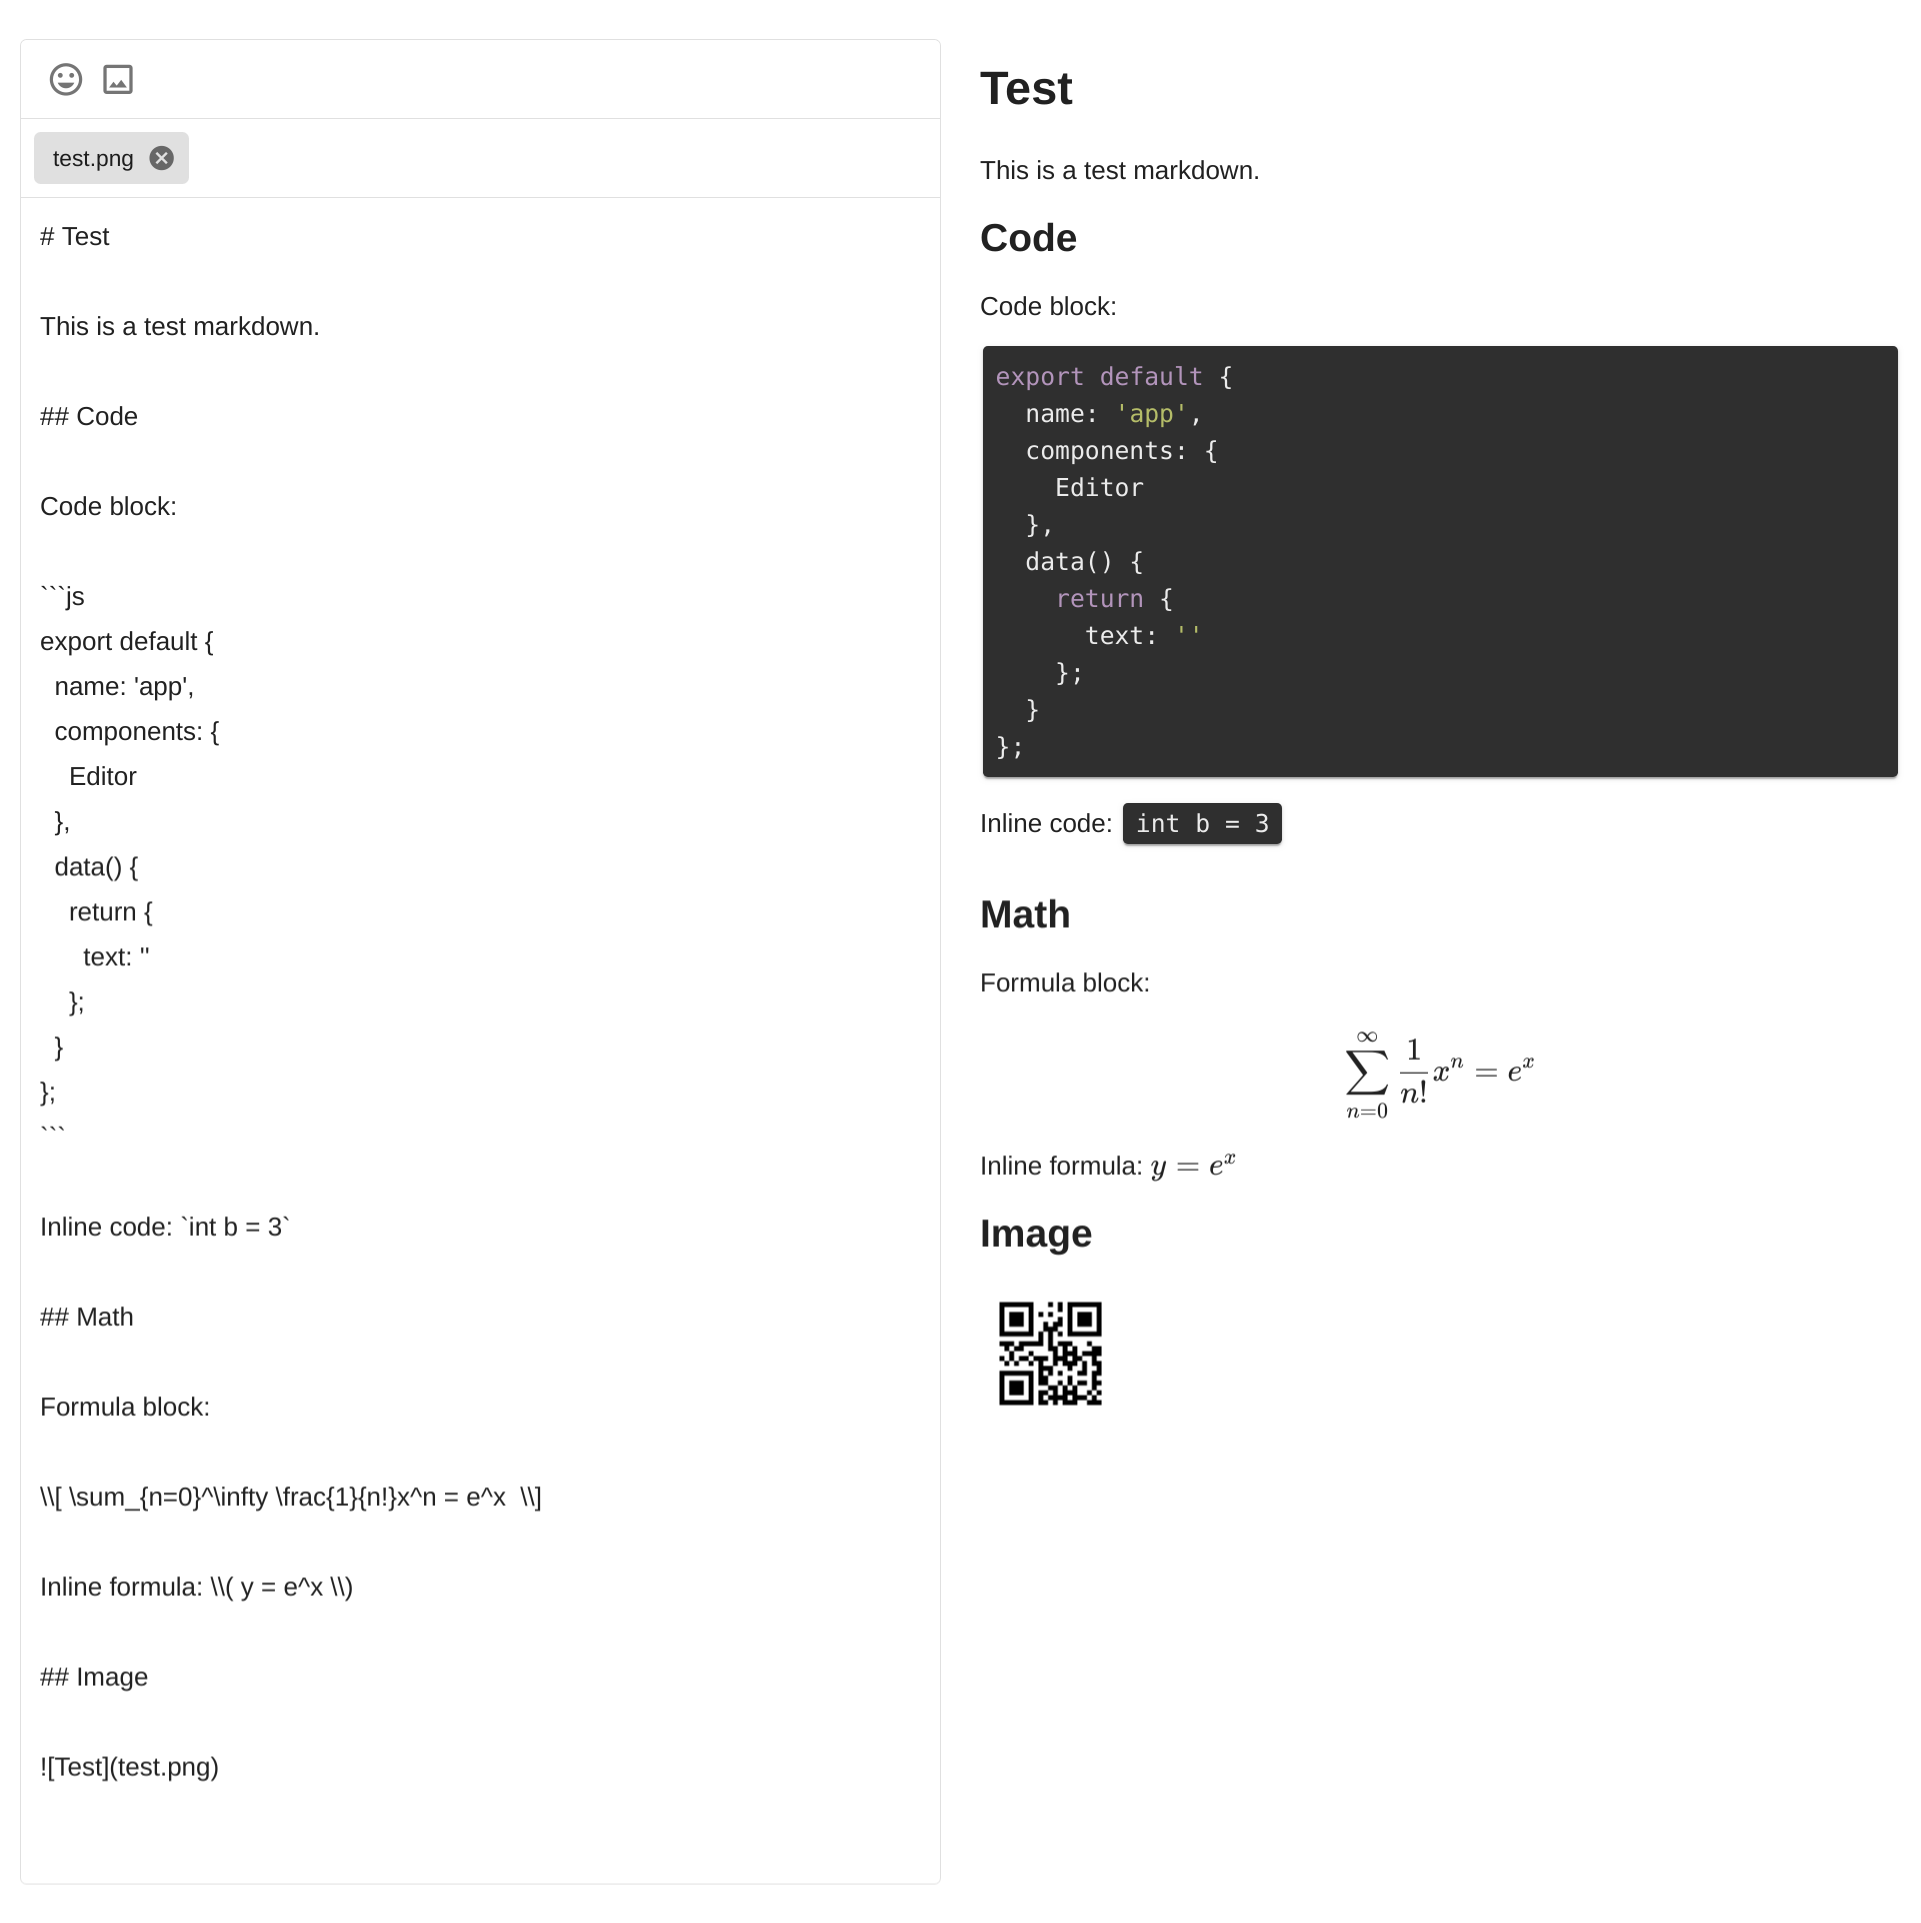 test.png
# Test
This is a test markdown.
## Code
Code block:
```js
export default {
  name: 'app',
  components: {
    Editor
  },
  data() {
    return {
      text: ''
    };
  }
};
```
Inline code: `int b = 3`
## Math
Formula block:
\\[ \sum_{n=0}^\infty \frac{1}{n!}x^n = e^x  \\]
Inline formula: \\( y = e^x \\)
## Image
![Test](test.png)
Test
This is a test markdown.
Code
Code block:
export default {
  name: 'app',
  components: {
    Editor
  },
  data() {
    return {
      text: ''
    };
  }
};
Inline code: int b = 3
Math
Formula block:
∑_{n=0}^{∞} \frac{1}{n!} x^n = e^x
Inline formula: y = e^x
Image